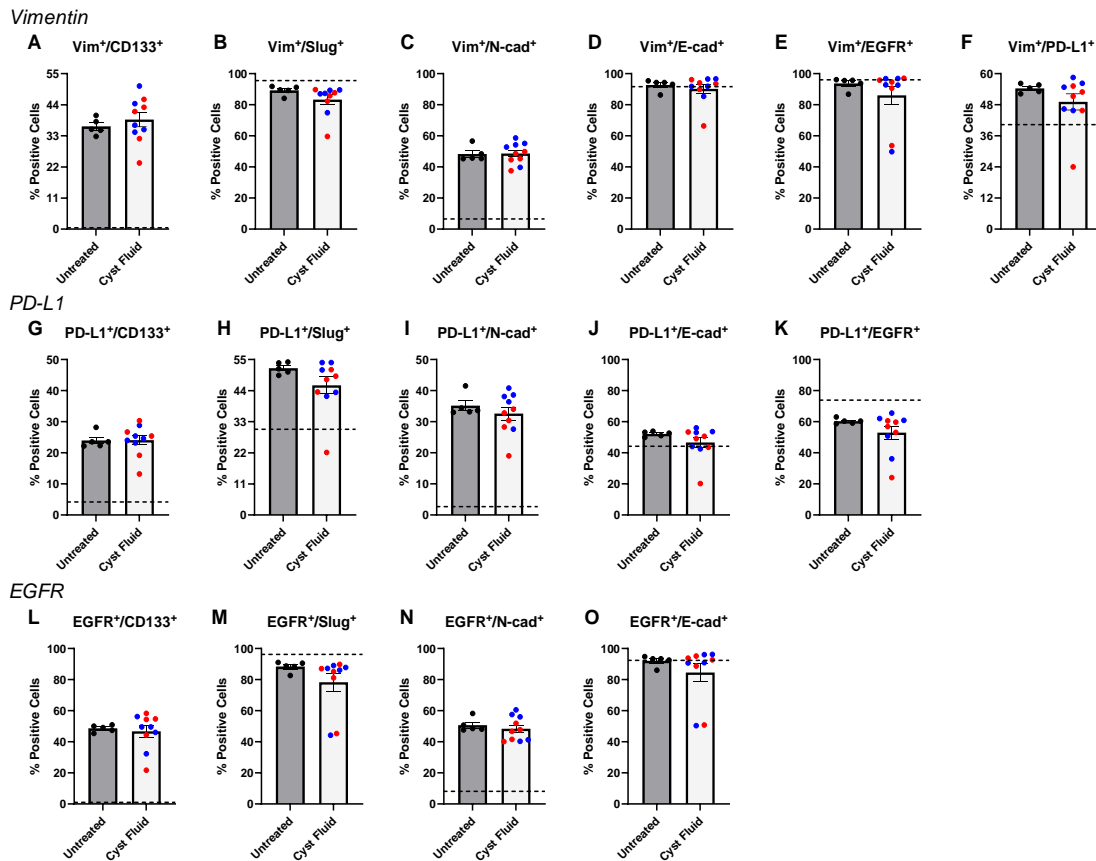 Vimentin
A Vim⁺/CD133⁺
% Positive Cells
55
44
33
22
11
0
Untreated
Cyst Fluid
B Vim⁺/Slug⁺
% Positive Cells
100
80
60
40
20
0
Untreated
Cyst Fluid
C Vim⁺/N-cad⁺
% Positive Cells
100
80
60
40
20
0
Untreated
Cyst Fluid
D Vim⁺/E-cad⁺
% Positive Cells
100
80
60
40
20
0
Untreated
Cyst Fluid
E Vim⁺/EGFR⁺
% Positive Cells
100
80
60
40
20
0
Untreated
Cyst Fluid
F Vim⁺/PD-L1⁺
% Positive Cells
60
48
36
24
12
0
Untreated
Cyst Fluid
PD-L1
G PD-L1⁺/CD133⁺
% Positive Cells
50
40
30
20
10
0
Untreated
Cyst Fluid
H PD-L1⁺/Slug⁺
% Positive Cells
55
44
33
22
11
0
Untreated
Cyst Fluid
I PD-L1⁺/N-cad⁺
% Positive Cells
50
40
30
20
10
0
Untreated
Cyst Fluid
J PD-L1⁺/E-cad⁺
% Positive Cells
100
80
60
40
20
0
Untreated
Cyst Fluid
K PD-L1⁺/EGFR⁺
% Positive Cells
100
80
60
40
20
0
Untreated
Cyst Fluid
EGFR
L EGFR⁺/CD133⁺
% Positive Cells
100
80
60
40
20
0
Untreated
Cyst Fluid
M EGFR⁺/Slug⁺
% Positive Cells
100
80
60
40
20
0
Untreated
Cyst Fluid
N EGFR⁺/N-cad⁺
% Positive Cells
100
80
60
40
20
0
Untreated
Cyst Fluid
O EGFR⁺/E-cad⁺
% Positive Cells
100
80
60
40
20
0
Untreated
Cyst Fluid